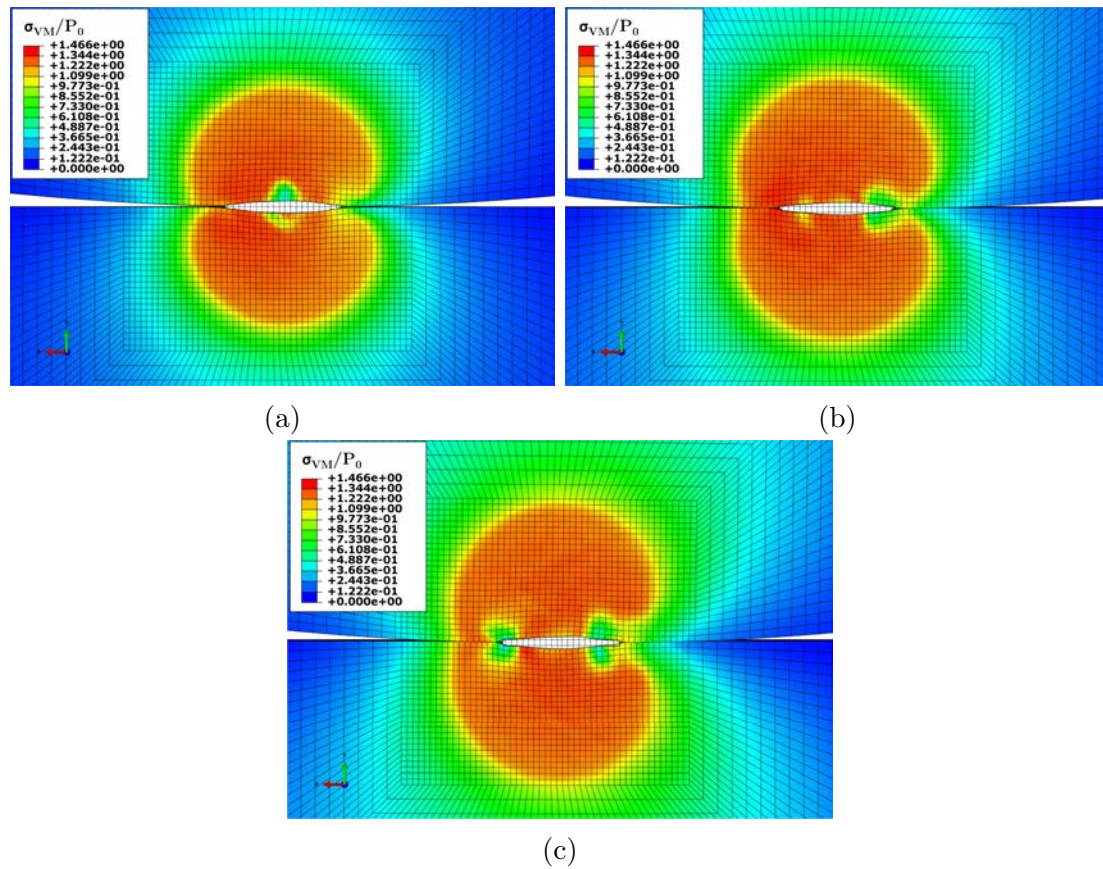 σVM/P0
+1.466e+00
+1.344e+00
+1.222e+00
+1.099e+00
+9.773e-01
+8.552e-01
+7.330e-01
+6.108e-01
+4.887e-01
+3.665e-01
+2.443e-01
+1.222e-01
+0.000e+00
σVM/P0
+1.466e+00
+1.344e+00
+1.222e+00
+1.099e+00
+9.773e-01
+8.552e-01
+7.330e-01
+6.108e-01
+4.887e-01
+3.665e-01
+2.443e-01
+1.222e-01
+0.000e+00
(a)
(b)
σVM/P0
+1.466e+00
+1.344e+00
+1.222e+00
+1.099e+00
+9.773e-01
+8.552e-01
+7.330e-01
+6.108e-01
+4.887e-01
+3.665e-01
+2.443e-01
+1.222e-01
+0.000e+00
(c)